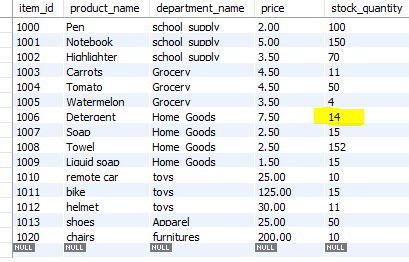 item_id product_name department_name price stock_quantity
1000 Pen school supply 2.00 100
1001 Notebook school supply 5.00 150
1002 Highlighter school supply 3.50 70
1003 Carrots Grocery 4.50 11
1004 Tomato Grocery 4.50 50
1005 Watermelon Grocery 3.50 4
1006 Detergent Home Goods 7.50 14
1007 Soap Home Goods 2.50 15
1008 Towel Home Goods 2.50 152
1009 Liquid soap Home Goods 1.50 15
1010 remote car toys 25.00 10
1011 bike toys 125.00 15
1012 helmet toys 30.00 11
1013 shoes Apparel 25.00 50
1020 chairs furnitures 200.00 10
NULL NULL NULL NULL NULL